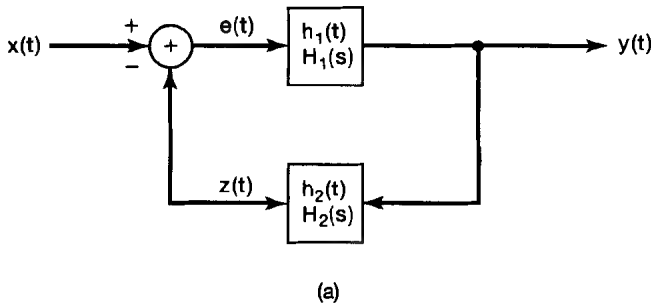 x(t)
+
−
+
e(t)
h₁(t)
H₁(s)
y(t)
z(t)
h₂(t)
H₂(s)
(a)